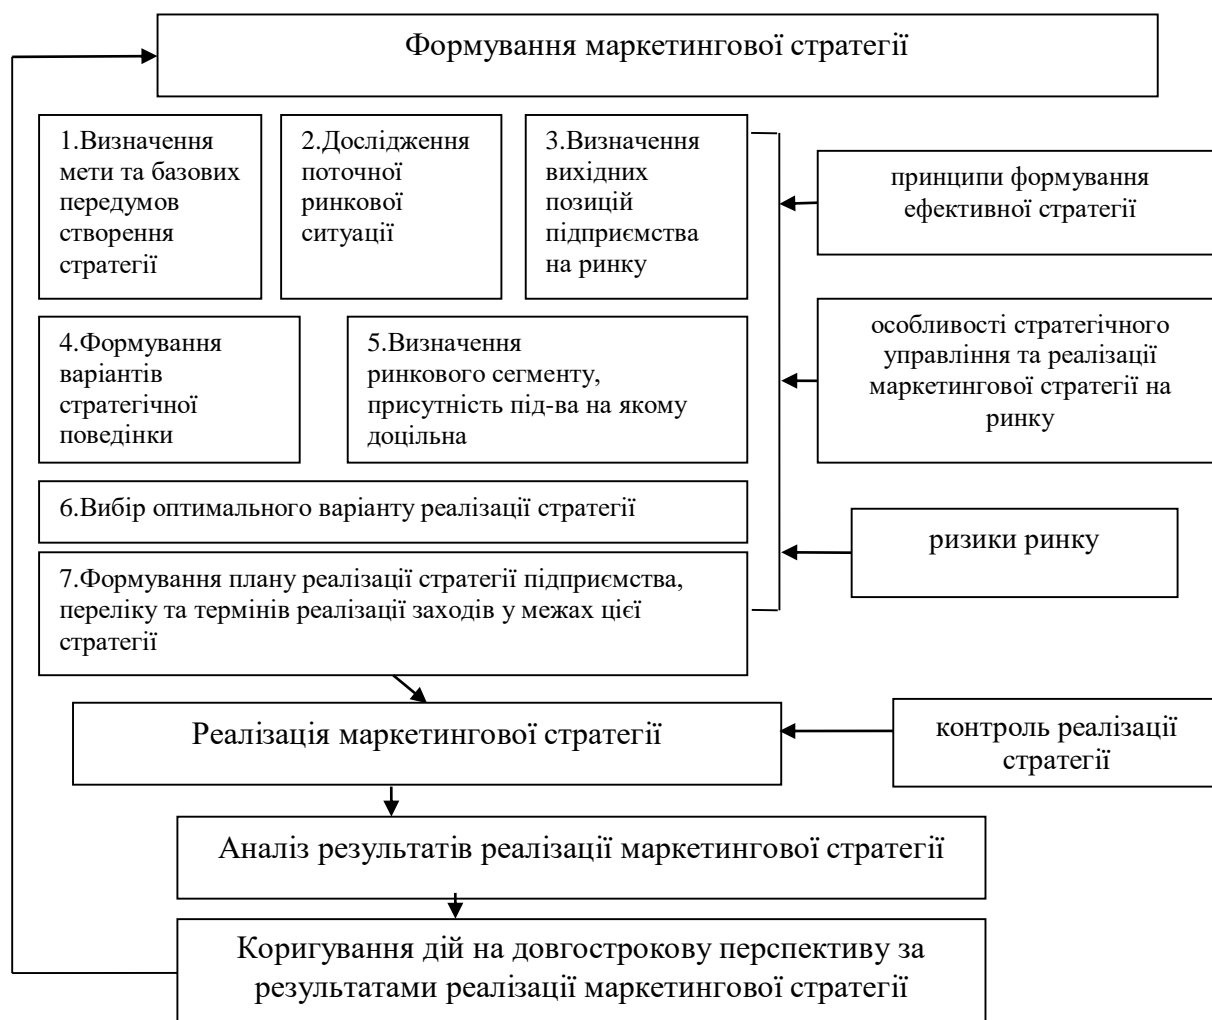 Формування маркетингової стратегії
1.Визначення
мети та базових
передумов
створення
стратегії
2.Дослідження
поточної
ринкової
ситуації
3.Визначення
вихідних
позицій
підприємства
на ринку
принципи формування
ефективної стратегії
4.Формування
варіантів
стратегічної
поведінки
5.Визначення
ринкового сегменту,
присутність під-ва на якому
доцільна
особливості стратегічного
управління та реалізації
маркетингової стратегії на
ринку
6.Вибір оптимального варіанту реалізації стратегії
ризики ринку
7.Формування плану реалізації стратегії підприємства,
переліку та термінів реалізації заходів у межах цієї
стратегії
Реалізація маркетингової стратегії
контроль реалізації
стратегії
Аналіз результатів реалізації маркетингової стратегії
Коригування дій на довгострокову перспективу за
результатами реалізації маркетингової стратегії